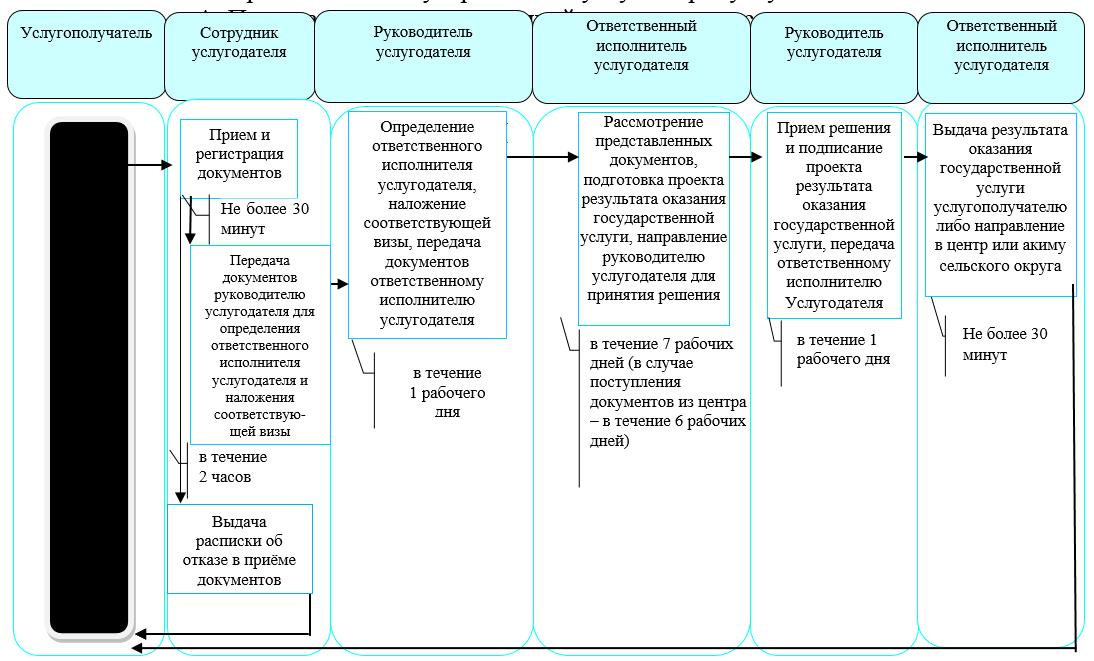 Услугополучатель
Сотрудник
услугодателя
Руководитель
услугодателя
Ответственный
исполнитель
услугодателя
Руководитель
услугодателя
Ответственный
исполнитель
услугодателя
Прием и
регистрация
документов
Не более 30
минут
Передача
документов
руководителю
услугодателя для
определения
ответственного
исполнителя
услугодателя и
наложения
соответствую-
щей визы
в течение
2 часов
Выдача
расписки об
отказе в приёме
документов
Определение
ответственного
исполнителя
услугодателя,
наложение
соответствующей
визы, передача
документов
ответственному
исполнителю
услугодателя
в течение
1 рабочего
дня
Рассмотрение
представленных
документов,
подготовка проекта
результата оказания
государственной
услуги, направление
руководителю
услугодателя для
принятия решения
в течение 7 рабочих
дней (в случае
поступления
документов из центра
– в течение 6 рабочих
дней)
Прием решения
и подписание
проекта
результата
оказания
государственной
услуги, передача
ответственному
исполнителю
Услугодателя
в течение 1
рабочего дня
Выдача результата
оказания
государственной
услуги
услугополучателю
либо направление
в центр или акиму
сельского округа
Не более 30
минут